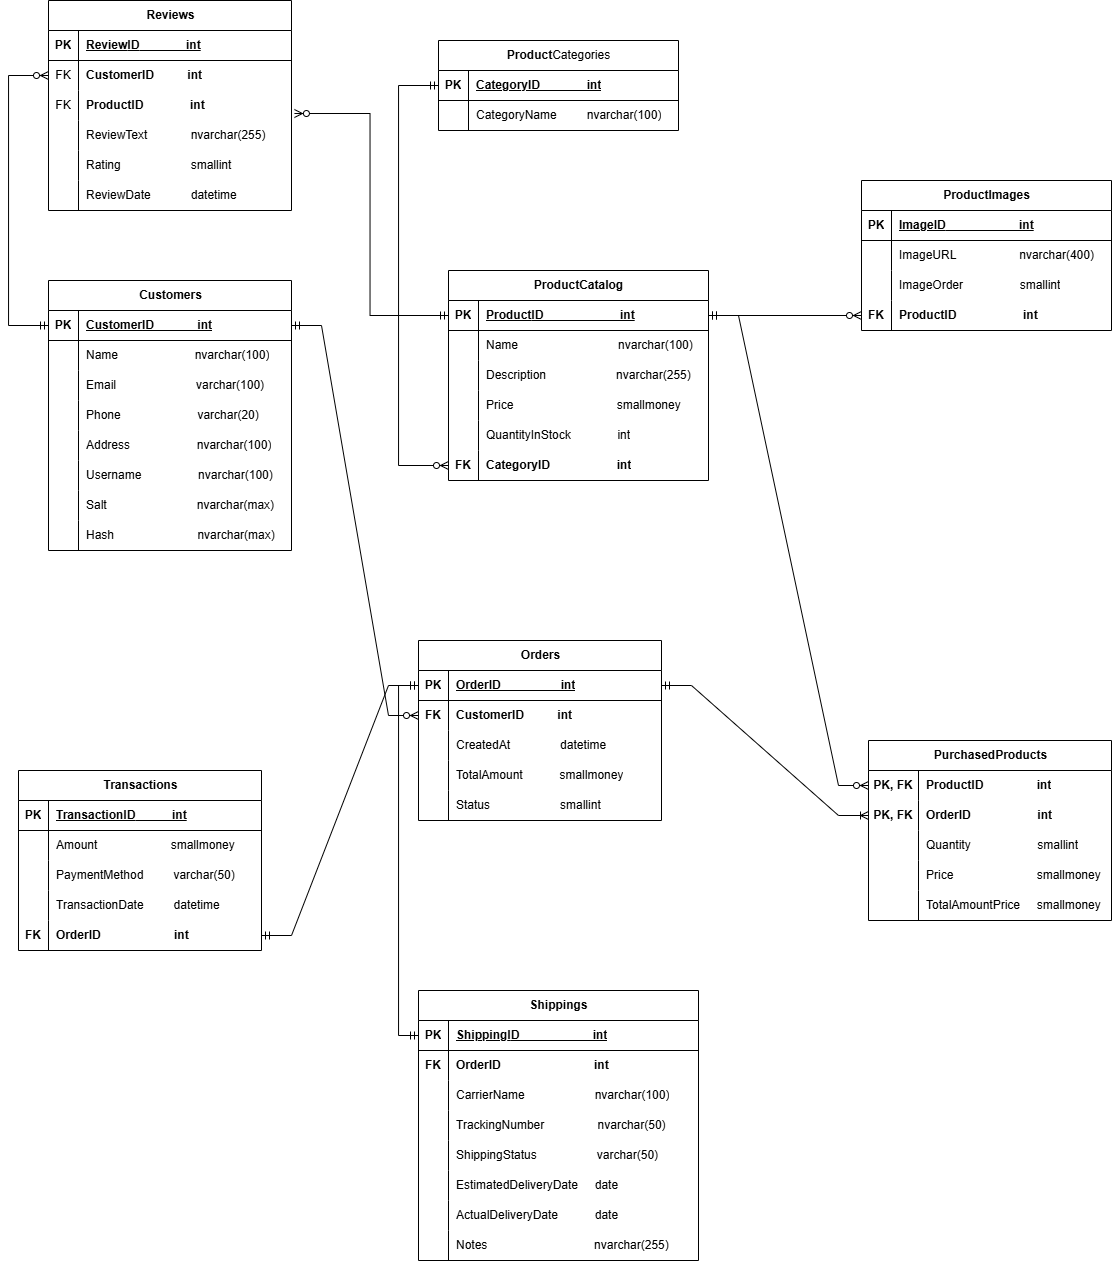 Reviews
PK ReviewID int
FK CustomerID int
FK ProductID int
ReviewText nvarchar(255)
Rating smallint
ReviewDate datetime
ProductCategories
PK CategoryID int
CategoryName nvarchar(100)
ProductImages
PK ImageID int
ImageURL nvarchar(400)
ImageOrder smallint
FK ProductID int
Customers
PK CustomerID int
Name nvarchar(100)
Email varchar(100)
Phone varchar(20)
Address nvarchar(100)
Username nvarchar(100)
Salt nvarchar(max)
Hash nvarchar(max)
ProductCatalog
PK ProductID int
Name nvarchar(100)
Description nvarchar(255)
Price smallmoney
QuantityInStock int
FK CategoryID int
Orders
PK OrderID int
FK CustomerID int
CreatedAt datetime
TotalAmount smallmoney
Status smallint
Transactions
PK TransactionID int
Amount smallmoney
PaymentMethod varchar(50)
TransactionDate datetime
FK OrderID int
PurchasedProducts
PK, FK ProductID int
PK, FK OrderID int
Quantity smallint
Price smallmoney
TotalAmountPrice smallmoney
Shippings
PK ShippingID int
FK OrderID int
CarrierName nvarchar(100)
TrackingNumber nvarchar(50)
ShippingStatus varchar(50)
EstimatedDeliveryDate date
ActualDeliveryDate date
Notes nvarchar(255)